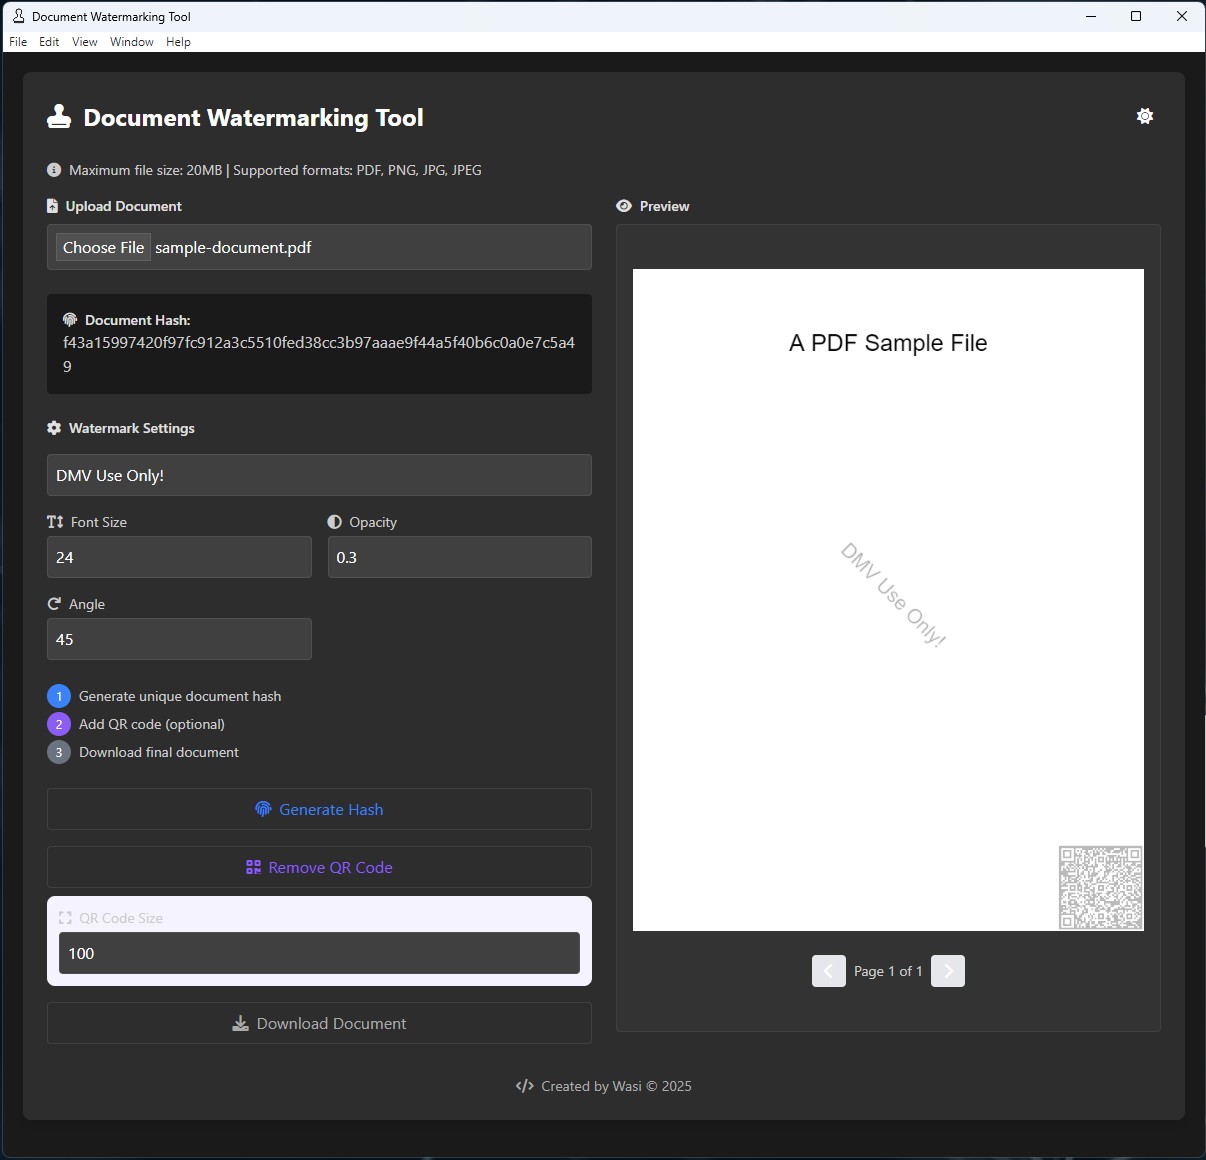 Document Watermarking Tool
File Edit View Window Help
Document Watermarking Tool
Maximum file size: 20MB | Supported formats: PDF, PNG, JPG, JPEG
Upload Document
Choose File sample-document.pdf
Document Hash:
f43a15997420f97fc912a3c5510fed38cc3b97aaae9f44a5f40b6c0a0e7c5a4
9
Watermark Settings
DMV Use Only!
Font Size
Opacity
24
0.3
Angle
45
1 Generate unique document hash
2 Add QR code (optional)
3 Download final document
Generate Hash
Remove QR Code
QR Code Size
100
Download Document
Preview
A PDF Sample File
DMV Use Only!
Page 1 of 1
Created by Wasi © 2025